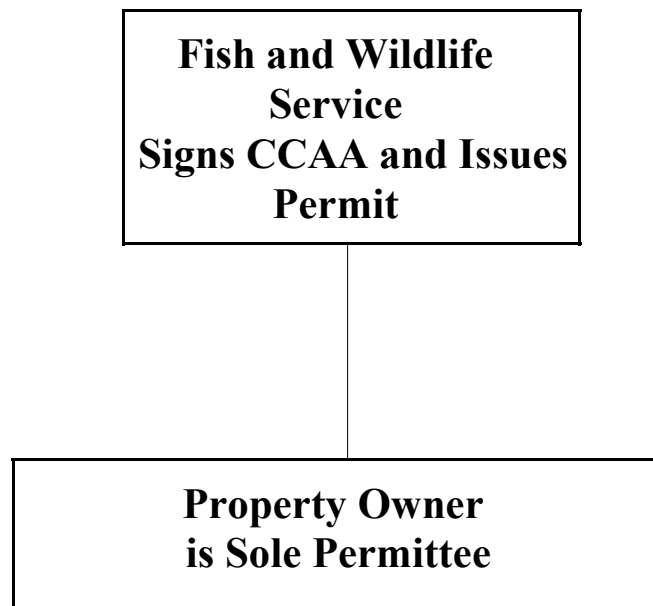 Fish and Wildlife
Service
Signs CCAA and Issues
Permit
Property Owner
is Sole Permittee